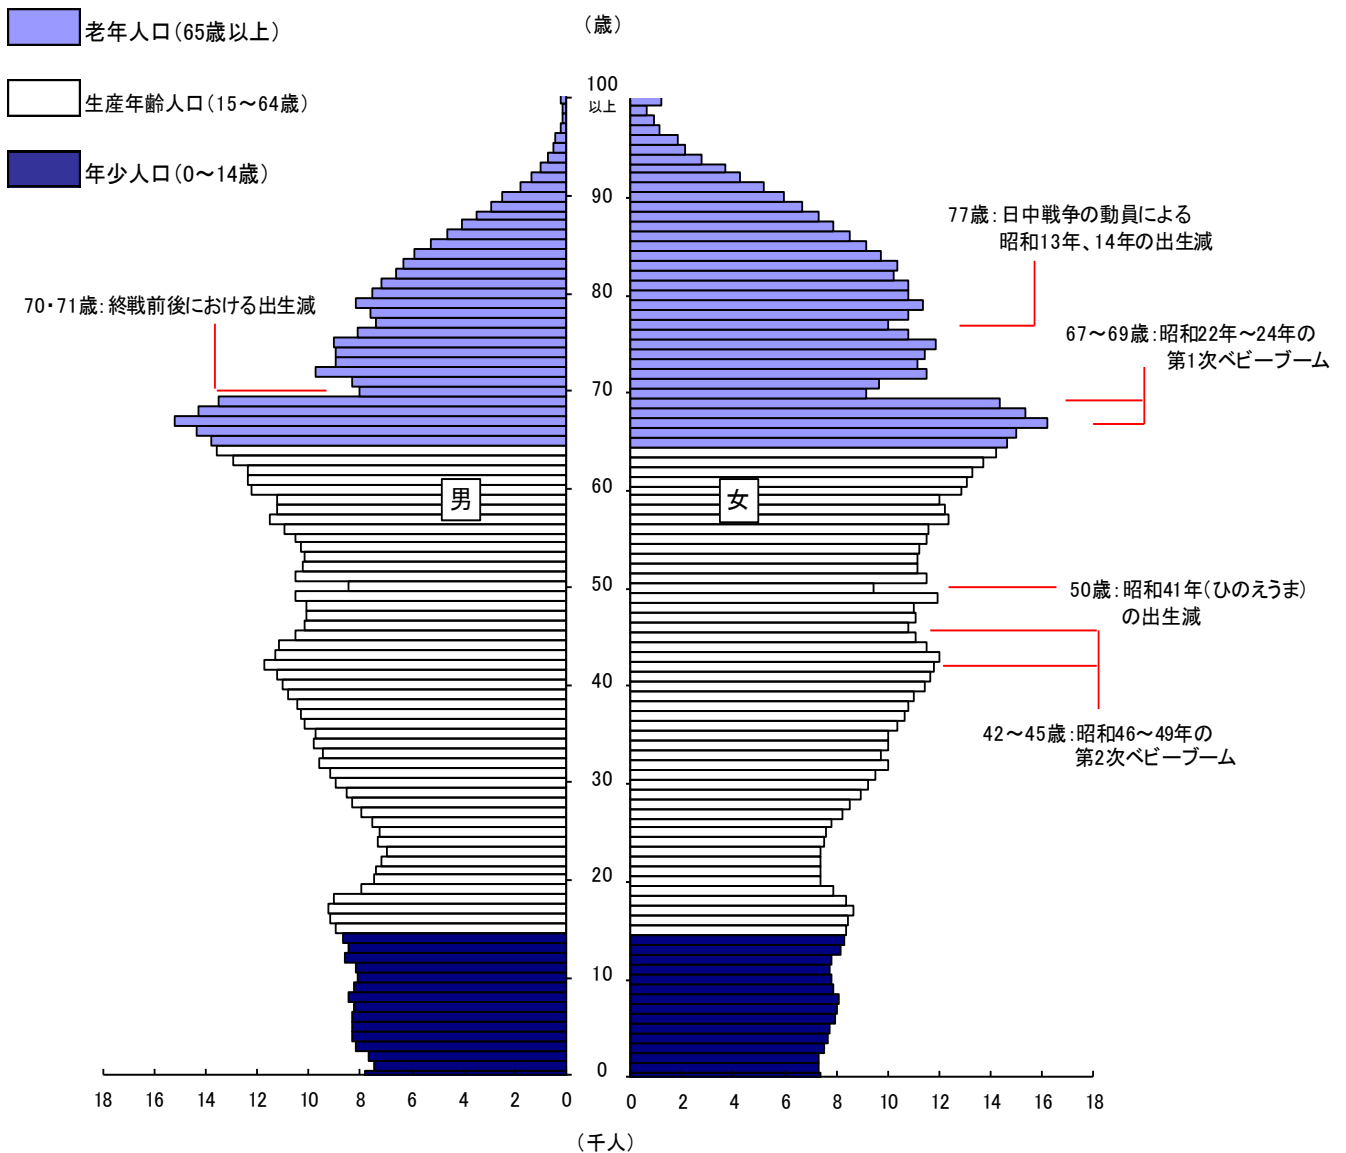 老年人口（65歳以上）
生産年齢人口（15～64歳）
年少人口（0～14歳）
（歳）
100
以上
90
80
70
60
50
40
30
20
10
0
77歳：日中戦争の動員による
昭和13年、14年の出生減
70・71歳：終戦前後における出生減
67～69歳：昭和22年～24年の
第1次ベビーブーム
男
女
50歳：昭和41年（ひのえうま）
の出生減
42～45歳：昭和46～49年の
第2次ベビーブーム
18 16 14 12 10 8 6 4 2 0
0 2 4 6 8 10 12 14 16 18
（千人）